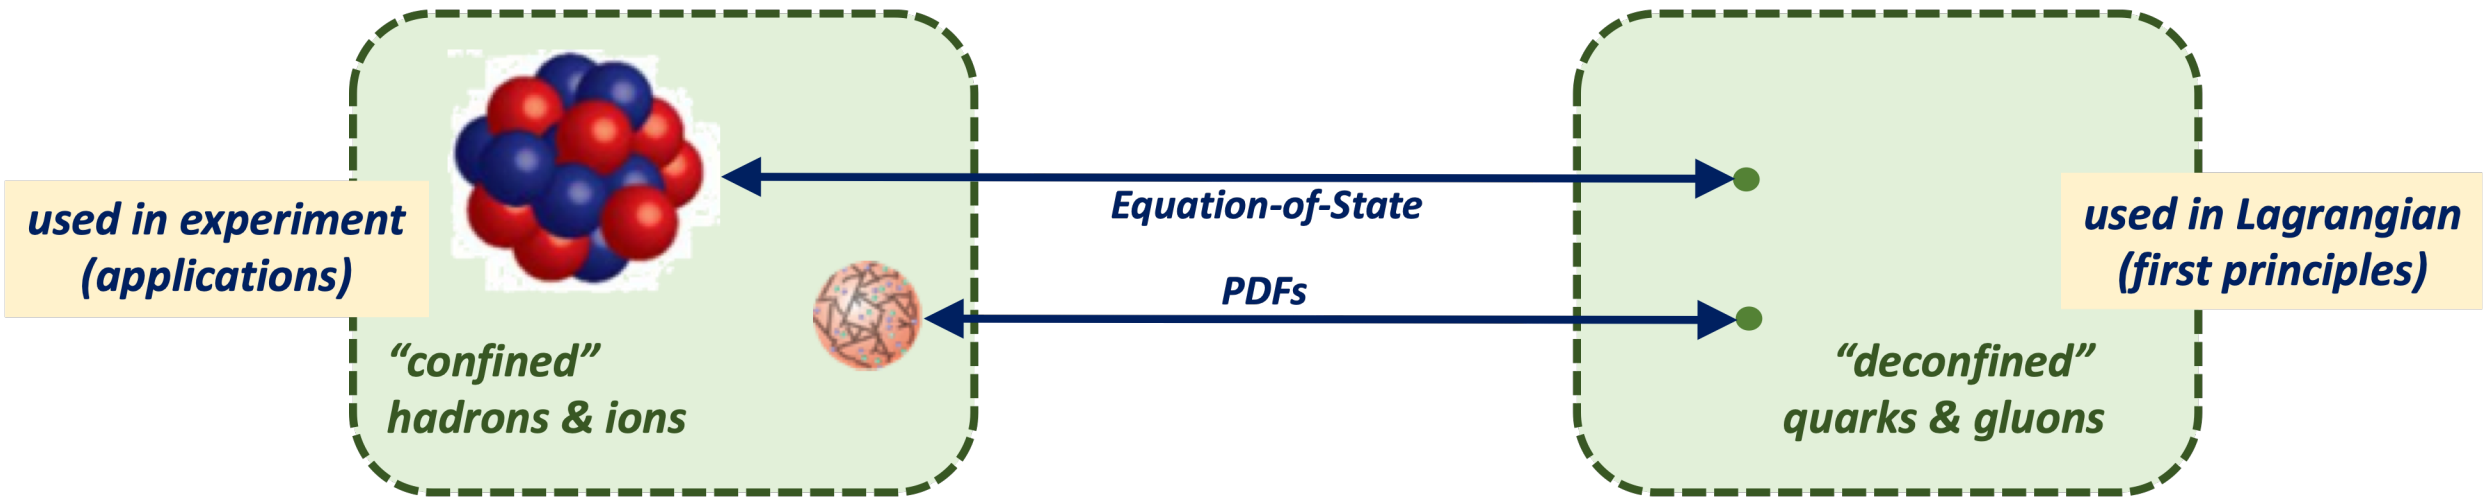 used in experiment
(applications)
“confined”
hadrons & ions
Equation-of-State
PDFs
used in Lagrangian
(first principles)
“deconfined”
quarks & gluons